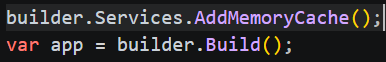 builder.Services.AddMemoryCache();
var app = builder.Build();